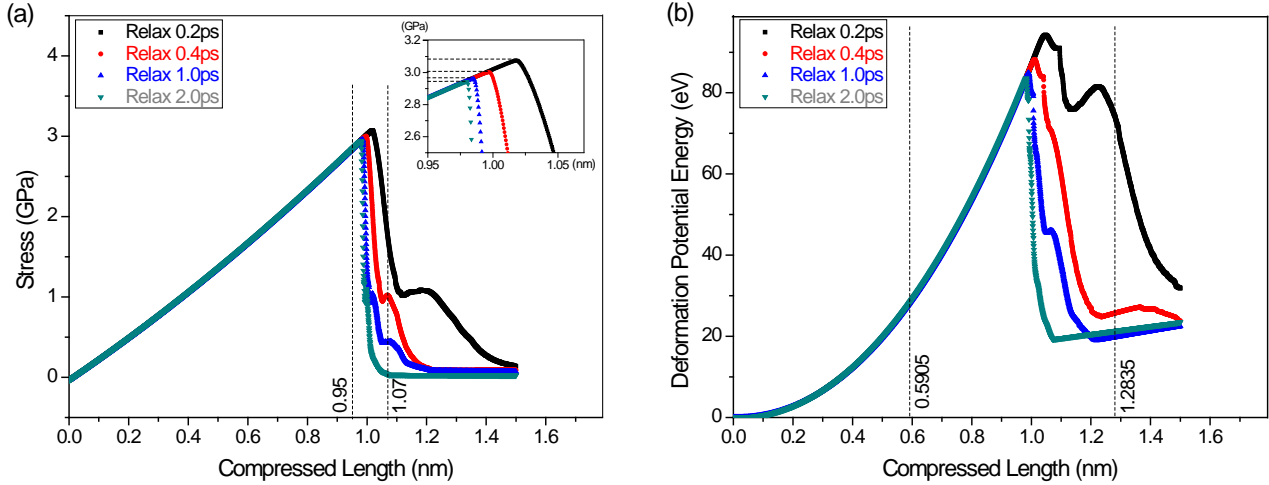 (a)
Relax 0.2ps
Relax 0.4ps
Relax 1.0ps
Relax 2.0ps
Stress (GPa)
4
3
2
1
0
0.0 0.2 0.4 0.6 0.8 1.0 1.2 1.4 1.6
Compressed Length (nm)
0.95
1.07
(GPa)
3.2
3.0
2.8
2.6
0.95 1.00 1.05 (nm)
(b)
Relax 0.2ps
Relax 0.4ps
Relax 1.0ps
Relax 2.0ps
Deformation Potential Energy (eV)
80
60
40
20
0
0.0 0.2 0.4 0.6 0.8 1.0 1.2 1.4 1.6
Compressed Length (nm)
0.5905
1.2835